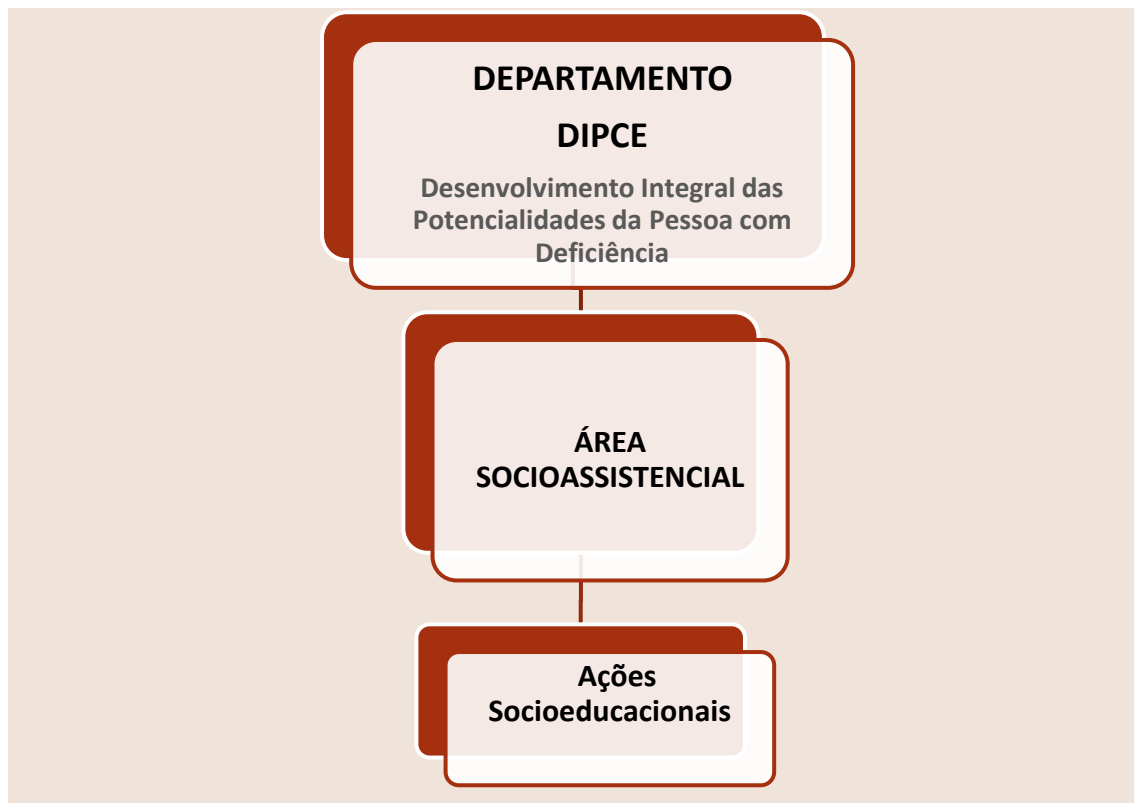 DEPARTAMENTO
DIPCE
Desenvolvimento Integral das
Potencialidades da Pessoa com
Deficiência
ÁREA
SOCIOASSISTENCIAL
Ações
Socioeducacionais